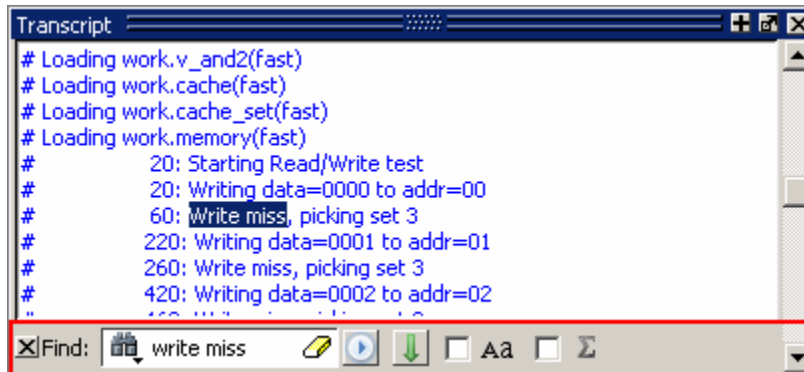 Transcript
# Loading work.v_and2(fast)
# Loading work.cache(fast)
# Loading work.cache_set(fast)
# Loading work.memory(fast)
# 20: Starting Read/Write test
# 20: Writing data=0000 to addr=00
# 60: Write miss, picking set 3
# 220: Writing data=0001 to addr=01
# 260: Write miss, picking set 3
# 420: Writing data=0002 to addr=02
Find: write miss Aa Σ